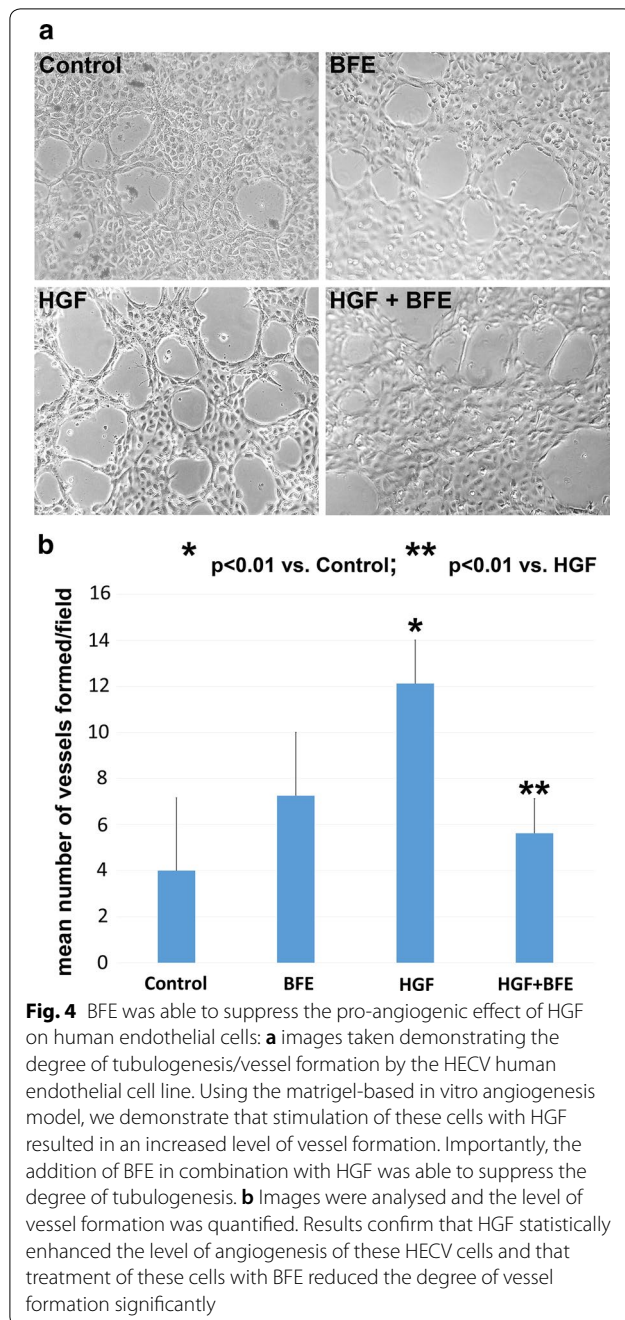 a
Control
BFE
HGF
HGF + BFE
b
* p<0.01 vs. Control; ** p<0.01 vs. HGF
mean number of vessels formed/field
16
14
12
10
8
6
4
2
0
*
**
Control BFE HGF HGF+BFE
Fig. 4 BFE was able to suppress the pro-angiogenic effect of HGF
on human endothelial cells: a images taken demonstrating the
degree of tubulogenesis/vessel formation by the HECV human
endothelial cell line. Using the matrigel-based in vitro angiogenesis
model, we demonstrate that stimulation of these cells with HGF
resulted in an increased level of vessel formation. Importantly, the
addition of BFE in combination with HGF was able to suppress the
degree of tubulogenesis. b Images were analysed and the level of
vessel formation was quantified. Results confirm that HGF statistically
enhanced the level of angiogenesis of these HECV cells and that
treatment of these cells with BFE reduced the degree of vessel
formation significantly